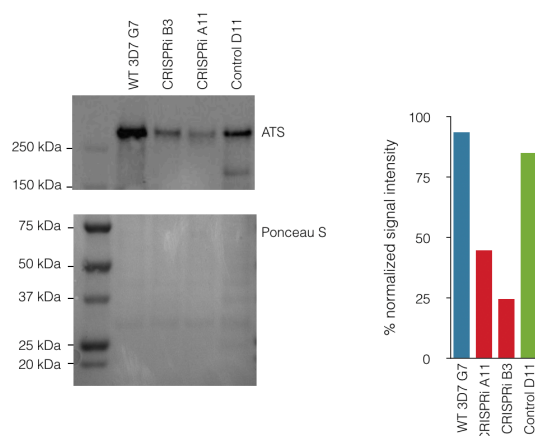 WT 3D7 G7
CRISPRi B3
CRISPRi A11
Control D11
ATS
250 kDa
150 kDa
75 kDa
Ponceau S
50 kDa
37 kDa
25 kDa
20 kDa
% normalized signal intensity
100
75
50
25
0
WT 3D7 G7
CRISPRi A11
CRISPRi B3
Control D11